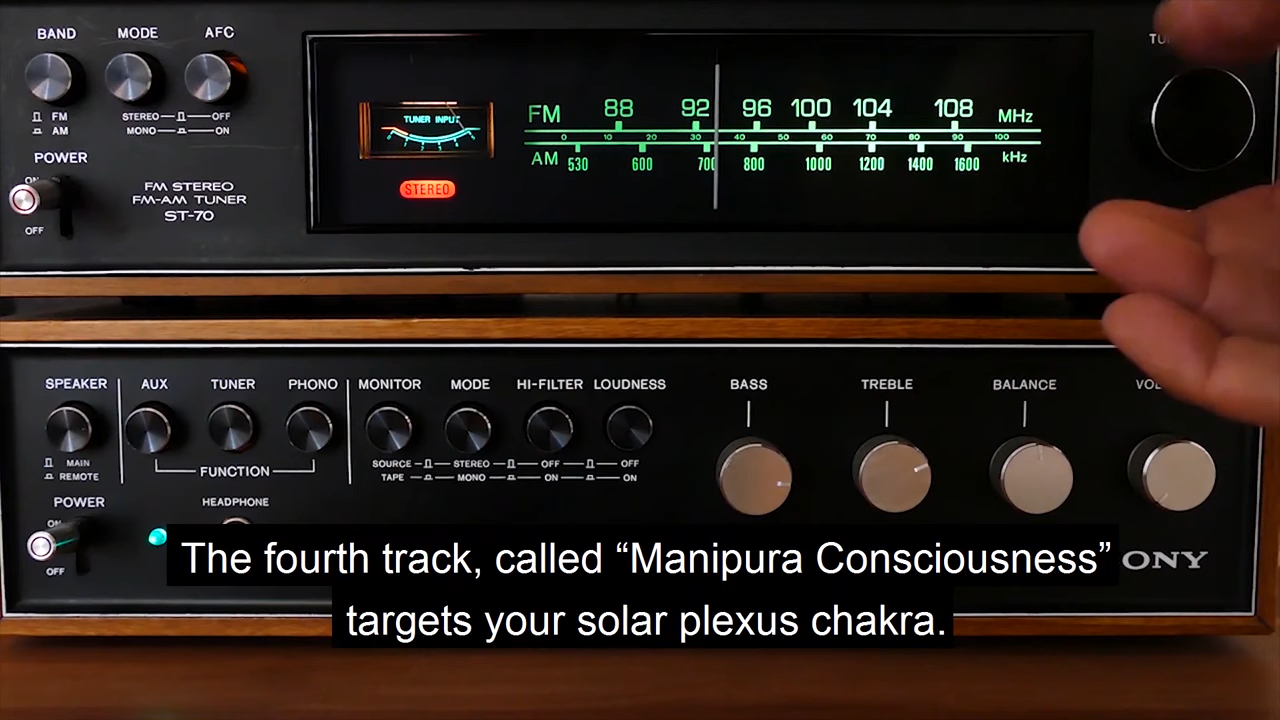 BAND MODE AFC
FM
AM
STEREO OFF
MONO ON
POWER
ON
OFF
FM STEREO
FM-AM TUNER
ST-70
TUNER INPUT
STEREO
FM 88 92 96 100 104 108 MHz
0 10 20 30 40 50 60 70 80 90 100
AM 530 600 700 800 1000 1200 1400 1600 kHz
SPEAKER AUX TUNER PHONO MONITOR MODE HI-FILTER LOUDNESS BASS TREBLE BALANCE
MAIN
REMOTE
FUNCTION
SOURCE STEREO OFF OFF
TAPE MONO ON ON
POWER
ON
OFF
HEADPHONE
ONY
The fourth track, called “Manipura Consciousness”
targets your solar plexus chakra.